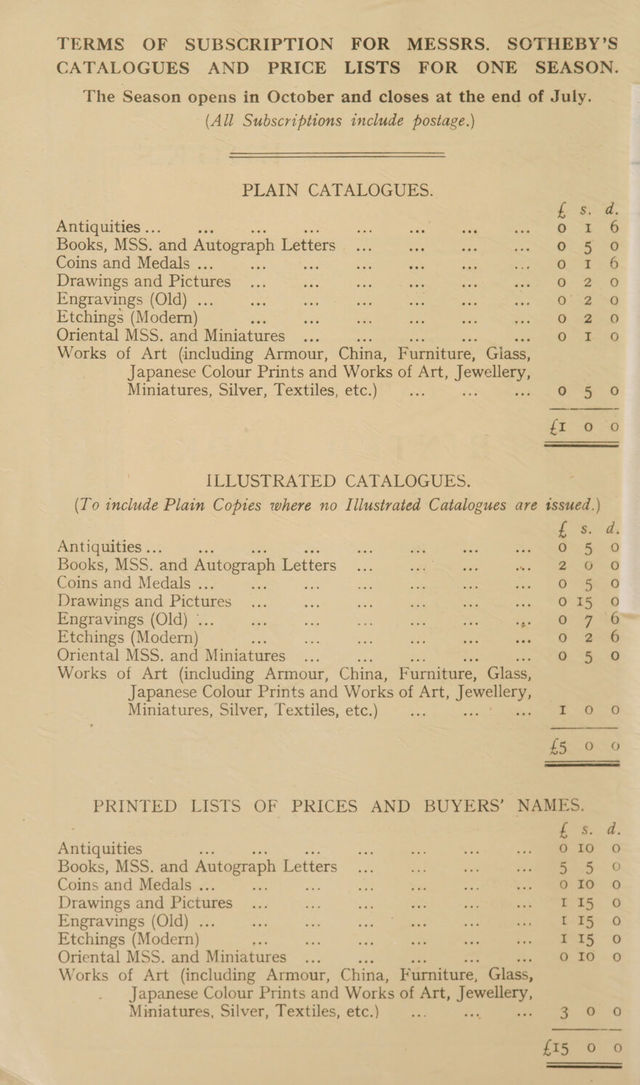 TERMS OF SUBSCRIPTION FOR MESSRS. SOTHEBY'S
CATALOGUES AND PRICE LISTS FOR ONE SEASON.
The Season opens in October and closes at the end of July.
(All Subscriptions include postage.)
PLAIN CATALOGUES.
£ s. d.
Antiquities ... ... ... ... ... ... ... ... 0 1 6
Books, MSS. and Autograph Letters ... ... ... ... 0 5 0
Coins and Medals ... ... ... ... ... ... ... 0 1 6
Drawings and Pictures ... ... ... ... ... ... 0 2 0
Engravings (Old) ... ... ... ... ... ... ... 0 2 0
Etchings (Modern) ... ... ... ... ... ... 0 2 0
Oriental MSS. and Miniatures ... ... ... ... ... 0 1 0
Works of Art (including Armour, China, Furniture, Glass,
Japanese Colour Prints and Works of Art, Jewellery,
Miniatures, Silver, Textiles, etc.) ... ... ... 0 5 0
£1 0 0
ILLUSTRATED CATALOGUES.
(To include Plain Copies where no Illustrated Catalogues are issued.)
£ s. d.
Antiquities ... ... ... ... ... ... ... ... 0 5 0
Books, MSS. and Autograph Letters ... ... ... ... 2 0 0
Coins and Medals ... ... ... ... ... ... ... 0 5 0
Drawings and Pictures ... ... ... ... ... ... 0 15 0
Engravings (Old) ... ... ... ... ... ... ... 0 7 6
Etchings (Modern) ... ... ... ... ... ... 0 2 6
Oriental MSS. and Miniatures ... ... ... ... ... 0 5 0
Works of Art (including Armour, China, Furniture, Glass,
Japanese Colour Prints and Works of Art, Jewellery,
Miniatures, Silver, Textiles, etc.) ... ... ... 1 0 0
£5 0 0
PRINTED LISTS OF PRICES AND BUYERS' NAMES.
£ s. d.
Antiquities ... ... ... ... ... ... ... 0 10 0
Books, MSS. and Autograph Letters ... ... ... ... 5 5 0
Coins and Medals ... ... ... ... ... ... ... 0 10 0
Drawings and Pictures ... ... ... ... ... ... 1 15 0
Engravings (Old) ... ... ... ... ... ... ... 1 15 0
Etchings (Modern) ... ... ... ... ... ... 1 15 0
Oriental MSS. and Miniatures ... ... ... ... ... 0 10 0
Works of Art (including Armour, China, Furniture, Glass,
Japanese Colour Prints and Works of Art, Jewellery,
Miniatures, Silver, Textiles, etc.) ... ... ... 3 0 0
£15 0 0